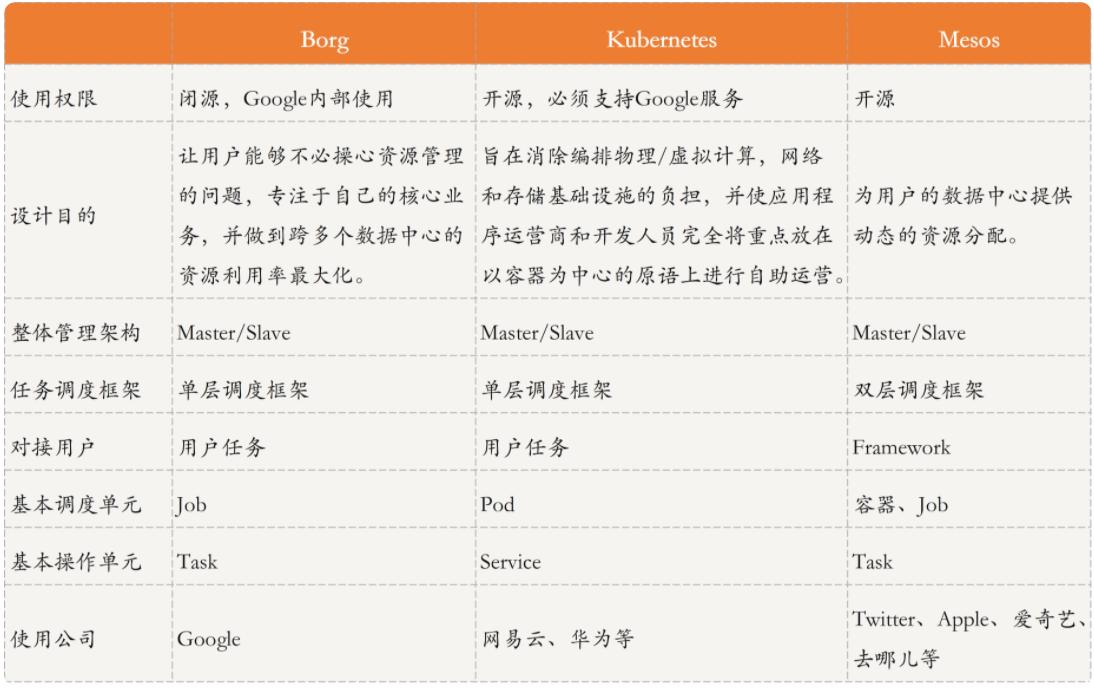 Borg Kubernetes Mesos
使用权限 闭源，Google内部使用 开源，必须支持Google服务 开源
设计目的
让用户能够不必操心资源管理
的问题，专注于自己的核心业
务，并做到跨多个数据中心的
资源利用率最大化。
旨在消除编排物理/虚拟计算，网络
和存储基础设施的负担，并使应用程
序运营商和开发人员完全将重点放在
以容器为中心的原语上进行自助运营。
为用户的数据中心提供
动态的资源分配。
整体管理架构 Master/Slave Master/Slave Master/Slave
任务调度框架 单层调度框架 单层调度框架 双层调度框架
对接用户 用户任务 用户任务 Framework
基本调度单元 Job Pod 容器、Job
基本操作单元 Task Service Task
使用公司 Google 网易云、华为等
Twitter、Apple、爱奇艺、
去哪儿等